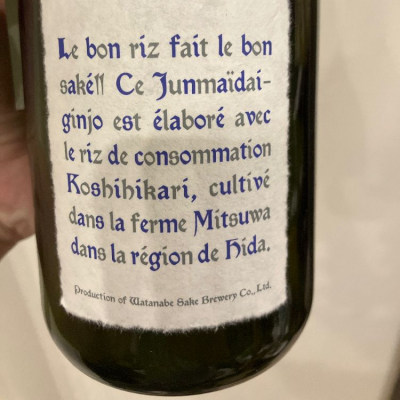 Le bon riz fait le bon
saké!! Ce Junmaïdai-
ginjo est élaboré avec
le riz de consommation
Koshihikari, cultivé
dans la ferme Mitsuwa
dans la région de Hida.
Production of Watanabe Sake Brewery Co., Ltd.